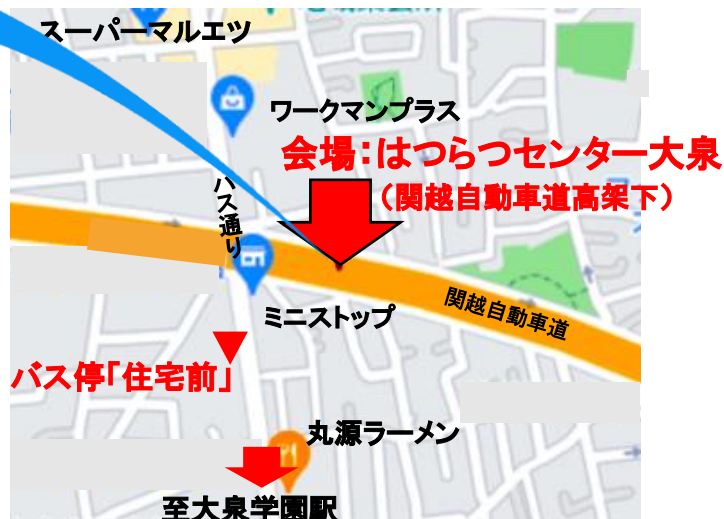 スーパーマルエツ
ワークマンプラス
会場：はつらつセンター大泉
（関越自動車道高架下）
バス通り
ミニストップ
関越自動車道
バス停「住宅前」
丸源ラーメン
至大泉学園駅